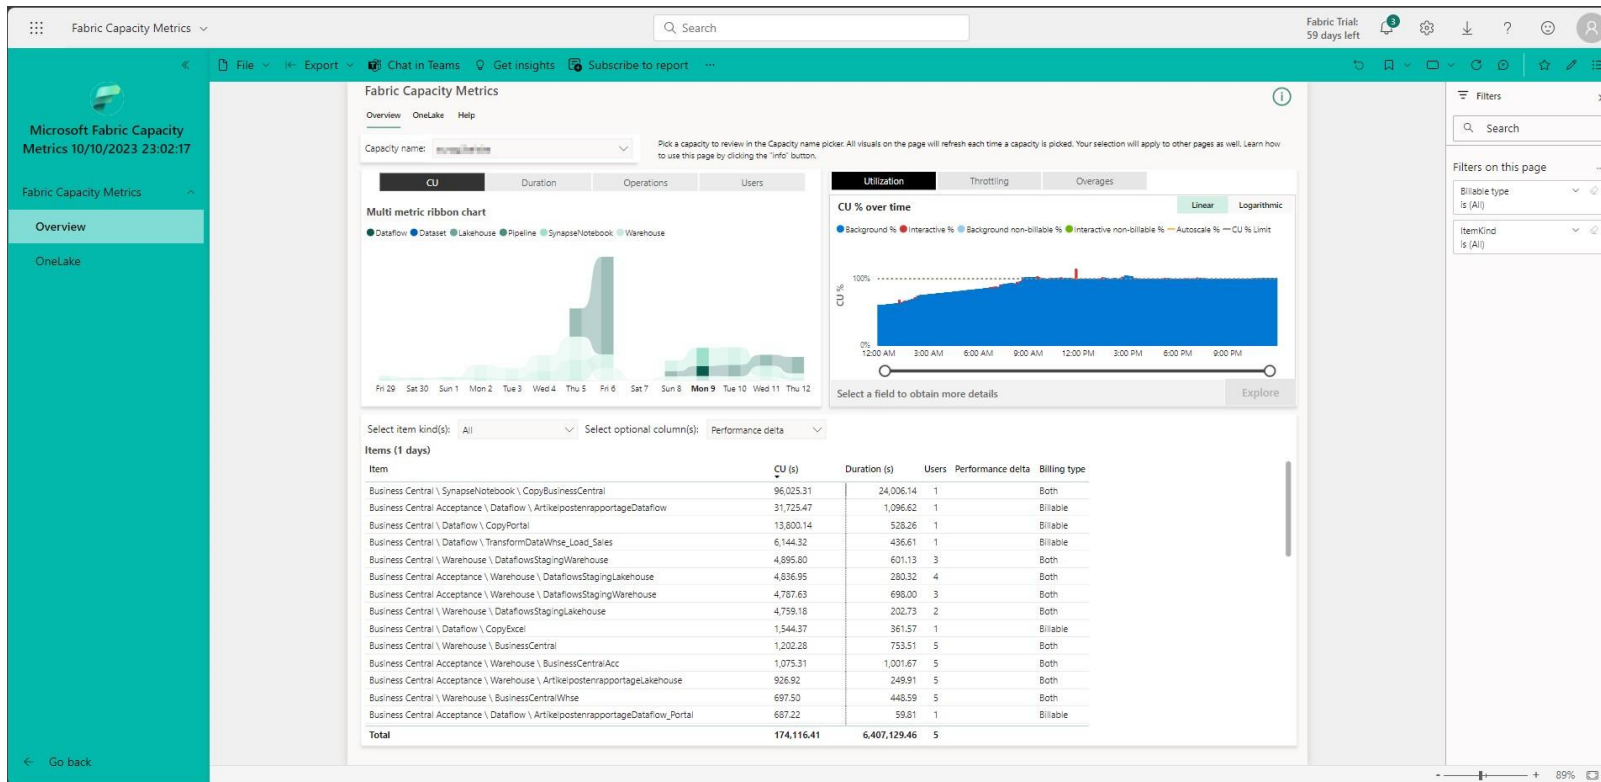 Fabric Capacity Metrics
Search
Fabric Trial:
59 days left
3
File
Export
Chat in Teams
Get insights
Subscribe to report
Microsoft Fabric Capacity
Metrics 10/10/2023 23:02:17
Fabric Capacity Metrics
Overview
OneLake
Go back
Fabric Capacity Metrics
Overview OneLake Help
Capacity name:
Pick a capacity to review in the Capacity name picker. All visuals on the page will refresh each time a capacity is picked. Your selection will apply to other pages as well. Learn how
to use this page by clicking the "info" button.
CU Duration Operations Users
Multi metric ribbon chart
Dataflow Dataset Lakehouse Pipeline SynapseNotebook Warehouse
Fri 29 Sat 30 Sun 1 Mon 2 Tue 3 Wed 4 Thu 5 Fri 6 Sat 7 Sun 8 Mon 9 Tue 10 Wed 11 Thu 12
Utilization Throttling Overages
CU % over time
Linear Logarithmic
Background % Interactive % Background non-billable % Interactive non-billable % Autoscale % CU % Limit
100%
CU %
0%
12:00 AM 3:00 AM 6:00 AM 9:00 AM 12:00 PM 3:00 PM 6:00 PM 9:00 PM
Select a field to obtain more details
Explore
Select item kind(s): All Select optional column(s): Performance delta
Items (1 days)
Item CU (s) Duration (s) Users Performance delta Billing type
Business Central \ SynapseNotebook \ CopyBusinessCentral 96,025.31 24,006.14 1 Both
Business Central Acceptance \ Dataflow \ ArtikelpostenrapportageDataflow 31,725.47 1,096.62 1 Billable
Business Central \ Dataflow \ CopyPortal 13,800.14 528.26 1 Both
Business Central \ Dataflow \ TransformDataWhse_Load_Sales 6,144.32 436.61 1 Billable
Business Central \ Warehouse \ DataflowsStagingWarehouse 4,895.80 601.13 3 Both
Business Central Acceptance \ Warehouse \ DataflowsStagingLakehouse 4,836.95 280.32 4 Both
Business Central Acceptance \ Warehouse \ DataflowsStagingWarehouse 4,787.63 698.00 3 Both
Business Central \ Warehouse \ DataflowsStagingLakehouse 4,759.18 202.73 2 Both
Business Central \ Dataflow \ CopyExcel 1,544.37 361.57 1 Billable
Business Central \ Warehouse \ BusinessCentral 1,202.28 753.51 5 Both
Business Central Acceptance \ Warehouse \ BusinessCentralAcc 1,075.31 1,001.67 5 Both
Business Central Acceptance \ Warehouse \ ArtikelpostenrapportageLakehouse 926.92 249.91 5 Both
Business Central \ Warehouse \ BusinessCentralWhse 697.50 448.59 5 Both
Business Central Acceptance \ Dataflow \ ArtikelpostenrapportageDataflow_Portal 687.22 59.81 1 Billable
Total 174,116.41 6,407,129.46 5
Filters
Search
Filters on this page
Billable type
is (All)
ItemKind
is (All)
89%